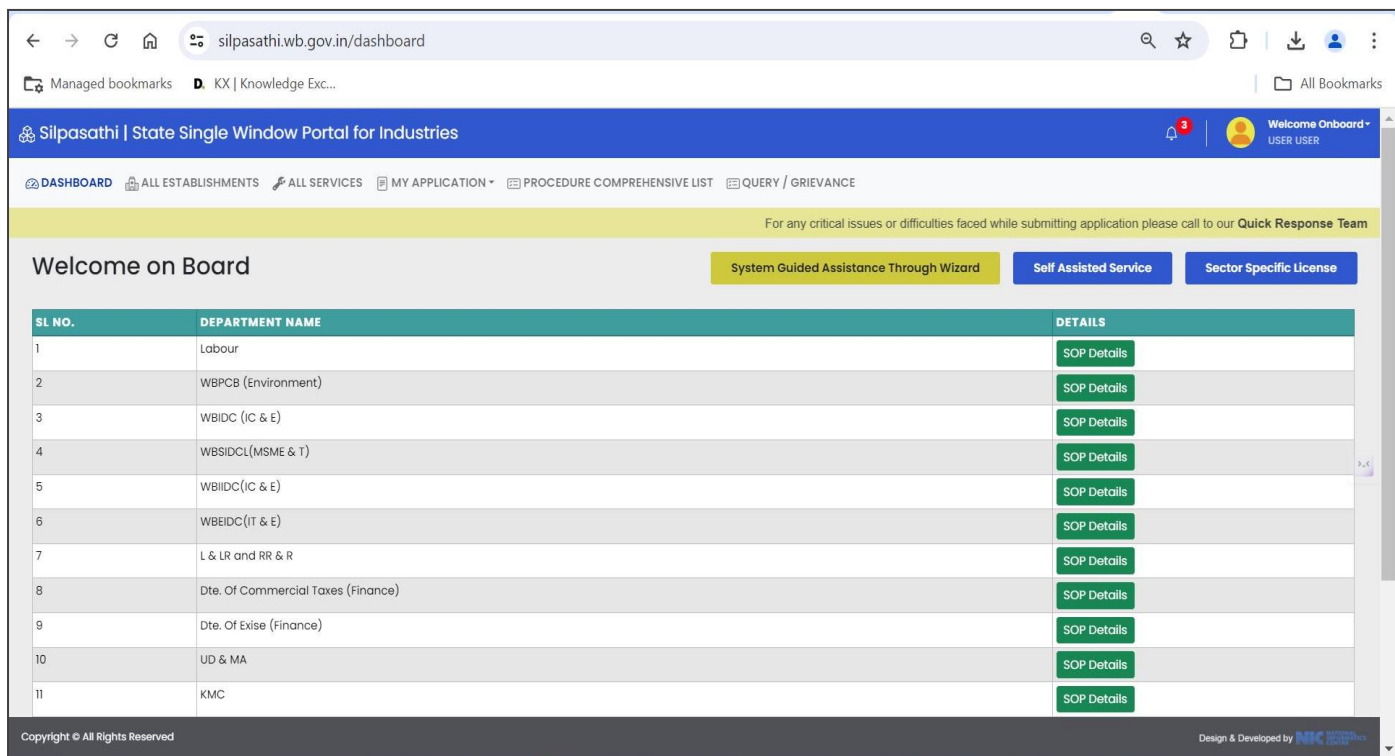 silpasathi.wb.gov.in/dashboard
Managed bookmarks D. KX | Knowledge Exc... All Bookmarks
Silpasathi | State Single Window Portal for Industries 3 Welcome Onboard
USER USER
DASHBOARD ALL ESTABLISHMENTS ALL SERVICES MY APPLICATION PROCEDURE COMPREHENSIVE LIST QUERY / GRIEVANCE
For any critical issues or difficulties faced while submitting application please call to our Quick Response Team
Welcome on Board System Guided Assistance Through Wizard Self Assisted Service Sector Specific License
SL NO. DEPARTMENT NAME DETAILS
1 Labour SOP Details
2 WBPCB (Environment) SOP Details
3 WBIDC (IC & E) SOP Details
4 WBSIDCL(MSME & T) SOP Details
5 WBIIDC(IC & E) SOP Details
6 WBEIDC(IT & E) SOP Details
7 L & LR and RR & R SOP Details
8 Dte. Of Commercial Taxes (Finance) SOP Details
9 Dte. Of Exise (Finance) SOP Details
10 UD & MA SOP Details
11 KMC SOP Details
Copyright © All Rights Reserved Design & Developed by NIC NATIONAL INFORMATICS CENTRE